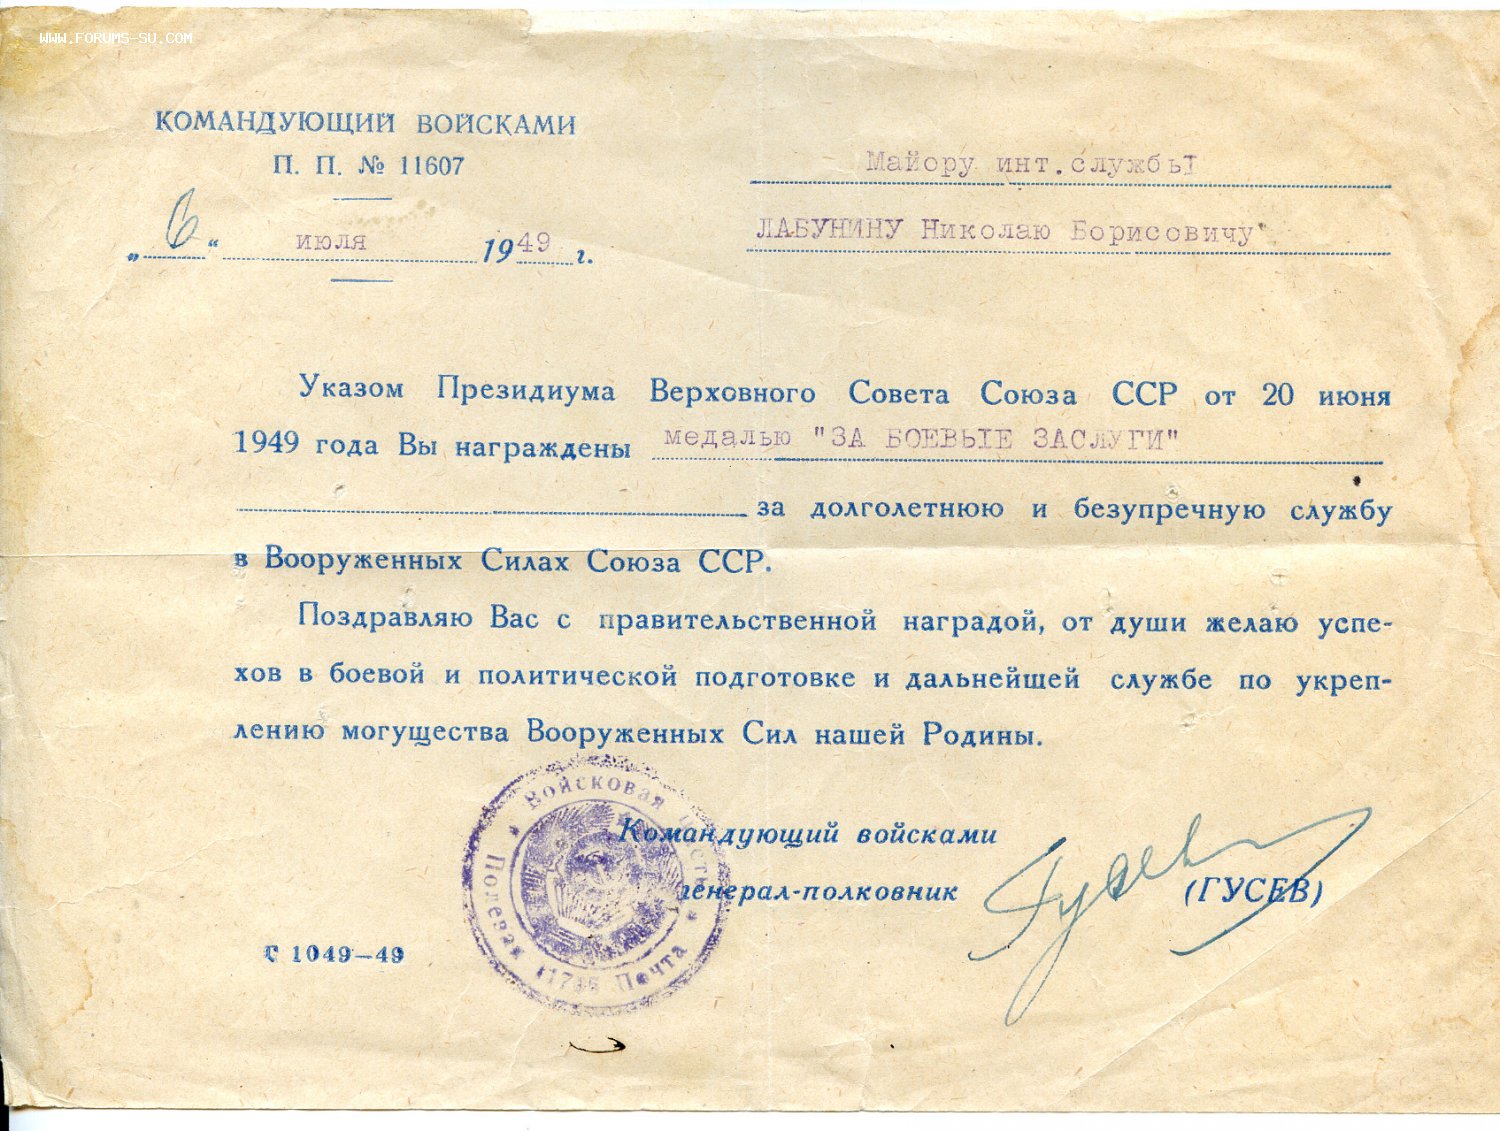 WWW.FORUMS-SU.COM
КОМАНДУЮЩИЙ ВОЙСКАМИ
П. П. № 11607
„6“ июля 1949 г.
Майору инт.службы
ЛАБУНИНУ Николаю Борисовичу
Указом Президиума Верховного Совета Союза ССР от 20 июня
1949 года Вы награждены медалью "ЗА БОЕВЫЕ ЗАСЛУГИ"
за долголетнюю и безупречную службу
в Вооруженных Силах Союза ССР.
Поздравляю Вас с правительственной наградой, от души желаю успе-
хов в боевой и политической подготовке и дальнейшей службе по укреп-
лению могущества Вооруженных Сил нашей Родины.
Командующий войсками
генерал-полковник
Гусев
(ГУСЕВ)
Войсковая часть
Полевая Почта
С 1049—49